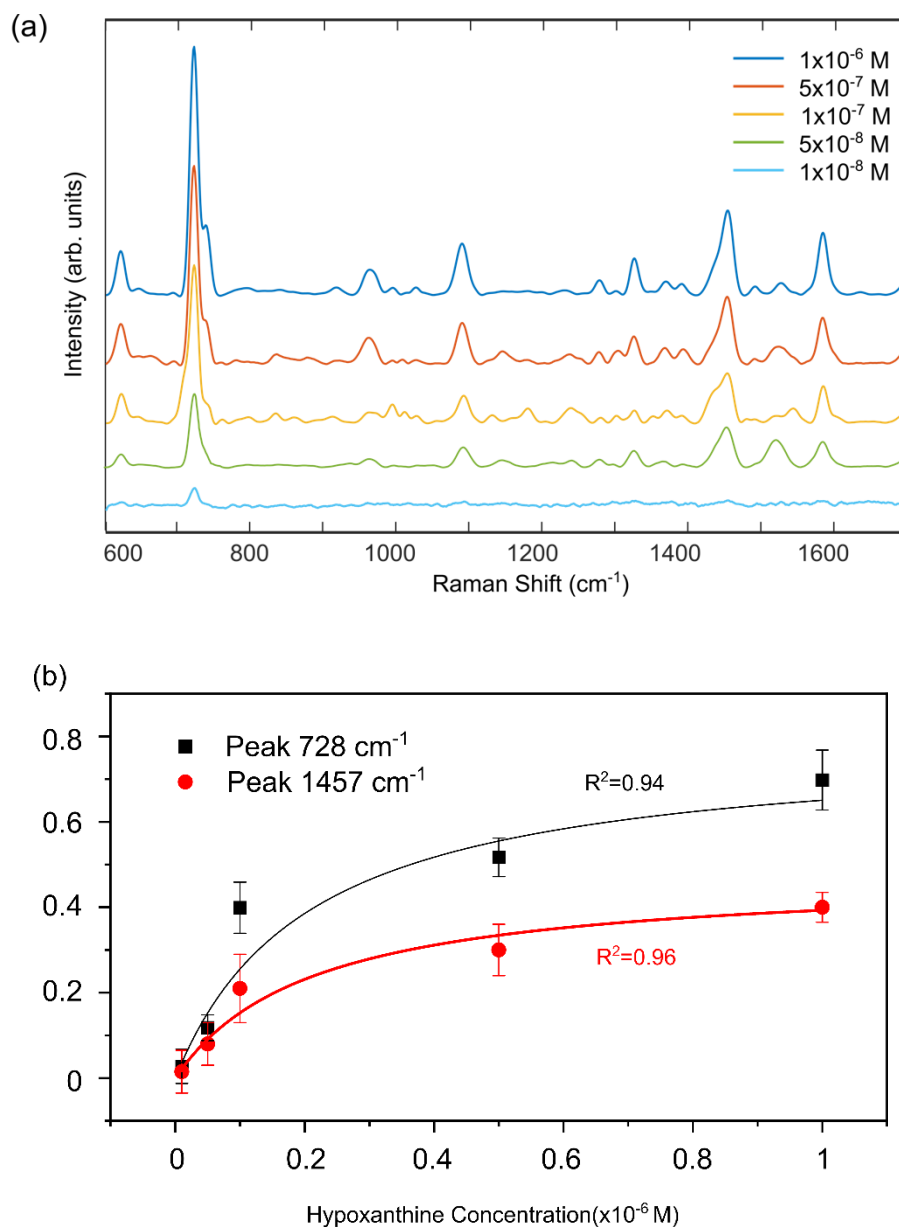 (a)
1x10⁻⁶ M
5x10⁻⁷ M
1x10⁻⁷ M
5x10⁻⁸ M
1x10⁻⁸ M
Intensity (arb. units)
600 800 1000 1200 1400 1600
Raman Shift (cm⁻¹)
(b)
Peak 728 cm⁻¹
Peak 1457 cm⁻¹
R²=0.94
R²=0.96
0.8
0.6
0.4
0.2
0
0 0.2 0.4 0.6 0.8 1
Hypoxanthine Concentration(x10⁻⁶ M)